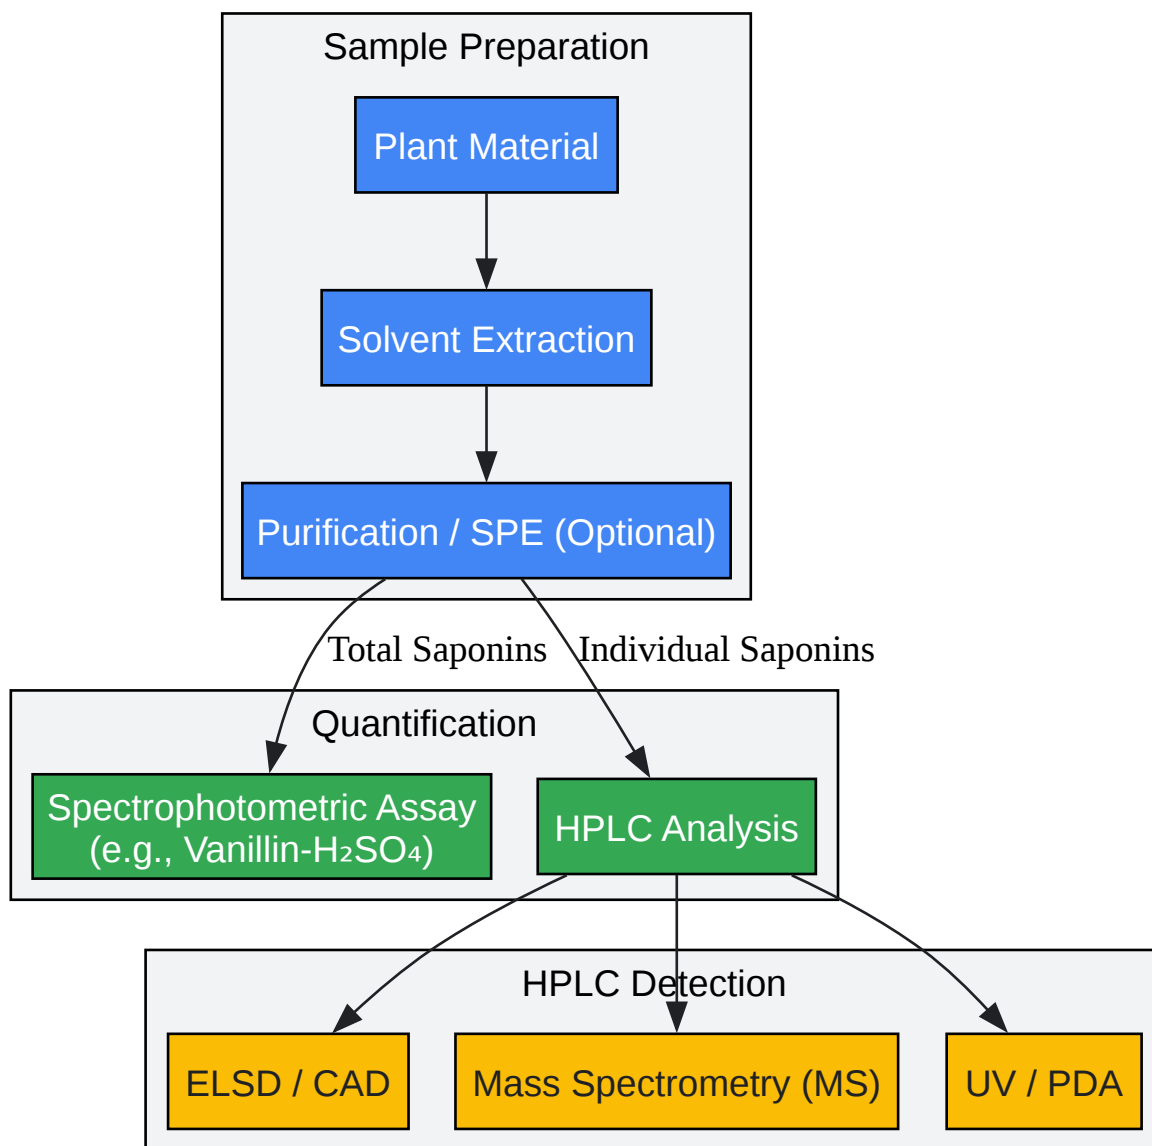 Sample Preparation
Plant Material
Solvent Extraction
Purification / SPE (Optional)
Total Saponins
Individual Saponins
Quantification
Spectrophotometric Assay
(e.g., Vanillin-H₂SO₄)
HPLC Analysis
HPLC Detection
ELSD / CAD
Mass Spectrometry (MS)
UV / PDA